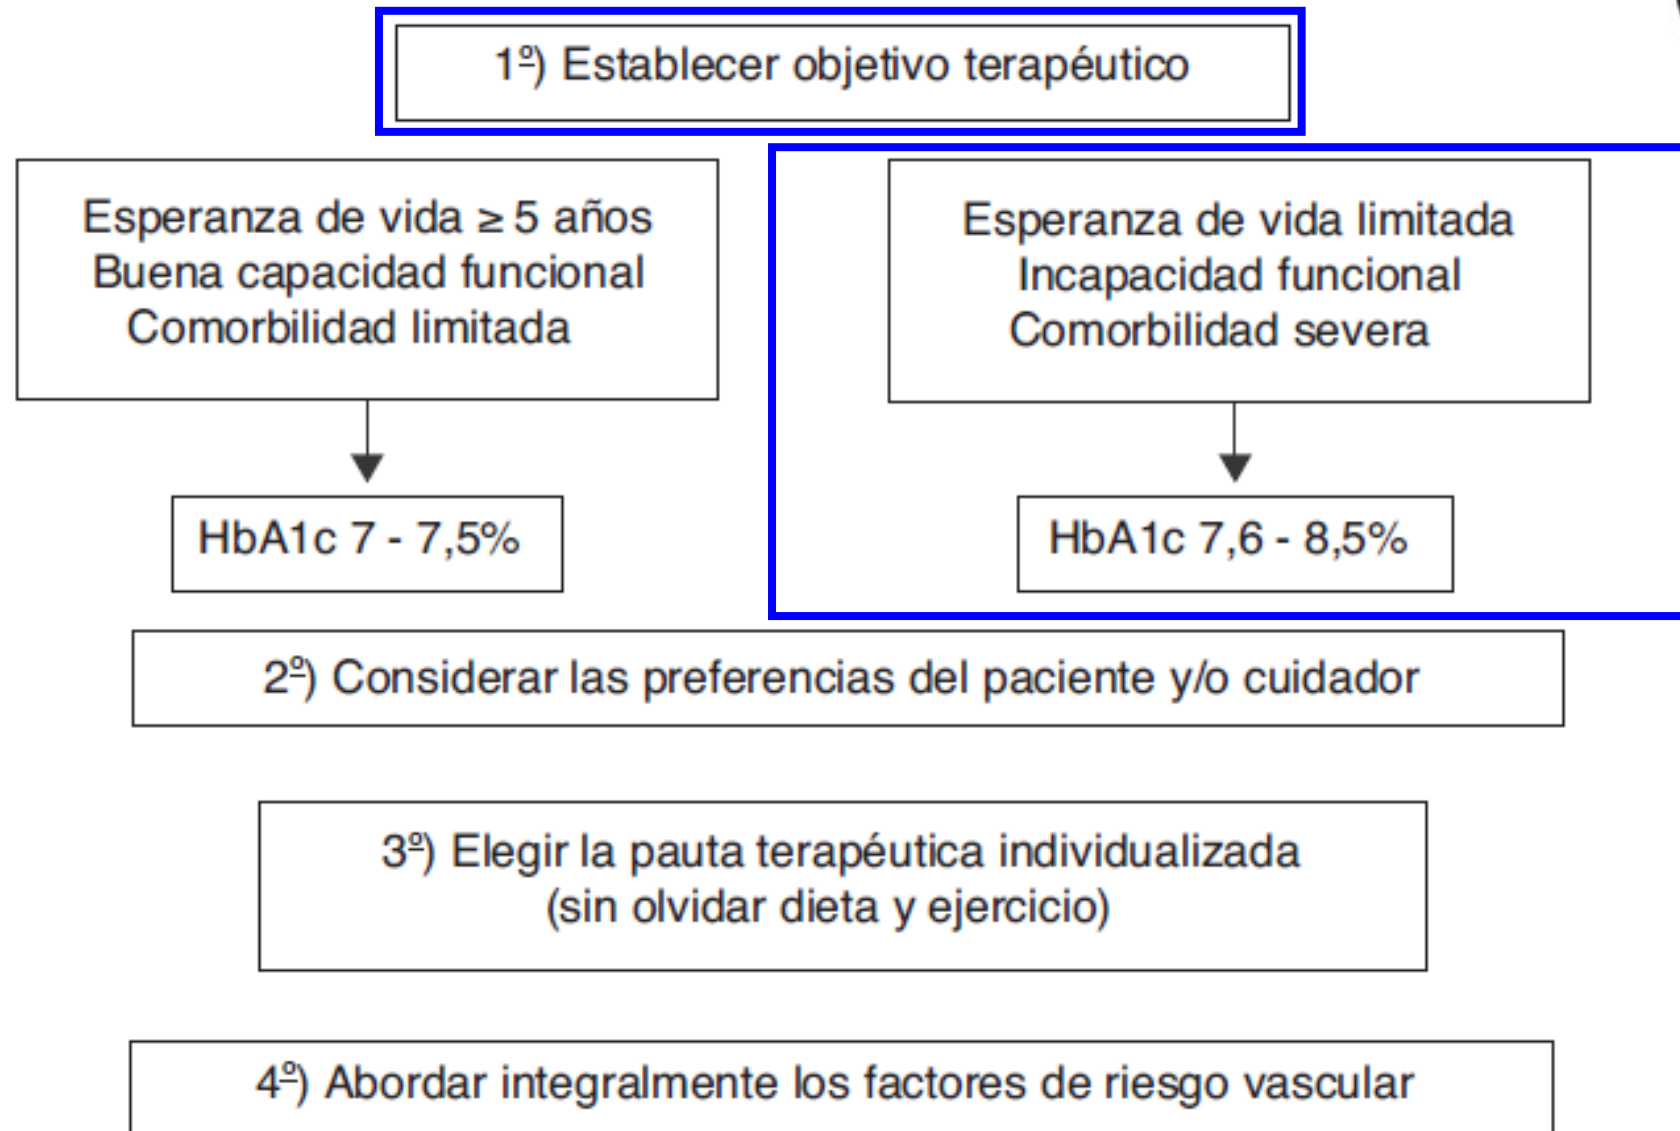 1º) Establecer objetivo terapéutico
Esperanza de vida ≥ 5 años
Buena capacidad funcional
Comorbilidad limitada
HbA1c 7 - 7,5%
Esperanza de vida limitada
Incapacidad funcional
Comorbilidad severa
HbA1c 7,6 - 8,5%
2º) Considerar las preferencias del paciente y/o cuidador
3º) Elegir la pauta terapéutica individualizada
(sin olvidar dieta y ejercicio)
4º) Abordar integralmente los factores de riesgo vascular